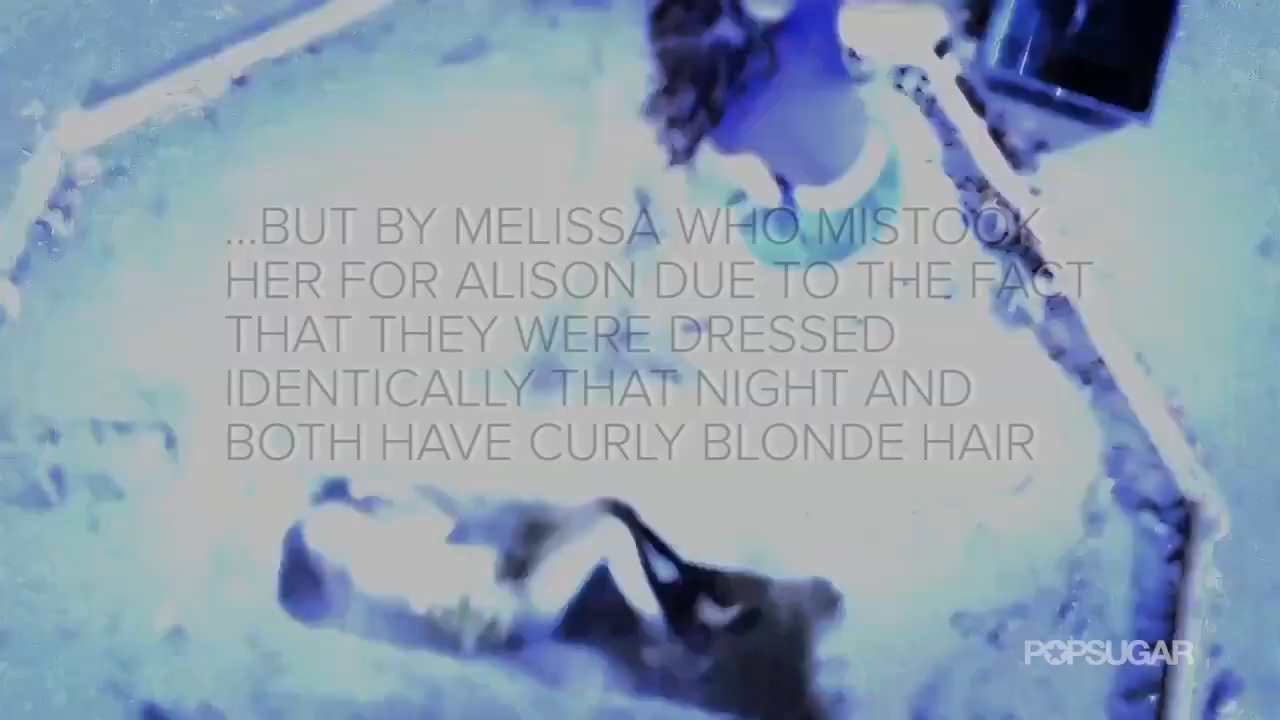 ...BUT BY MELISSA WHO MISTOOK
HER FOR ALISON DUE TO THE FACT
THAT THEY WERE DRESSED
IDENTICALLY THAT NIGHT AND
BOTH HAVE CURLY BLONDE HAIR
POPSUGAR